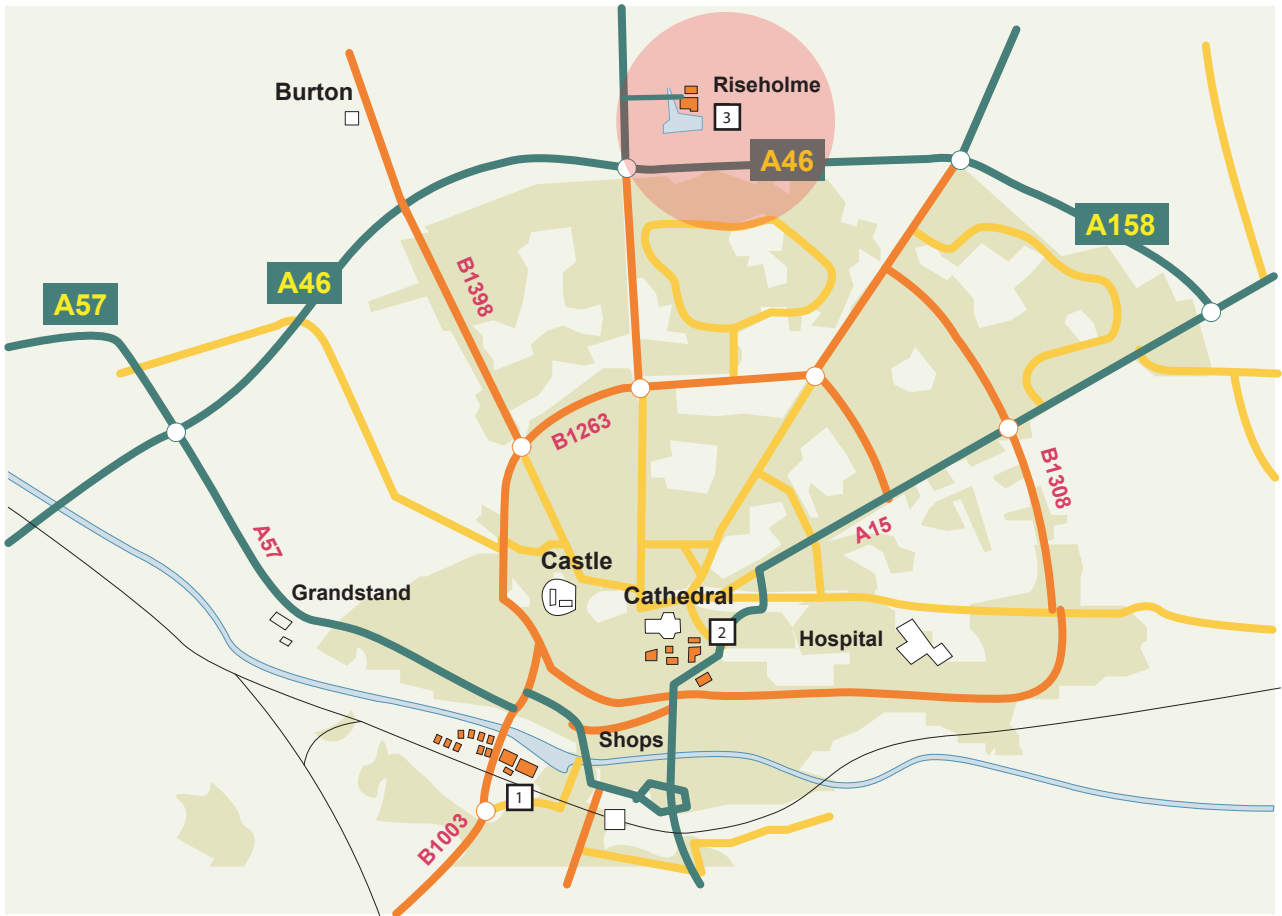 Burton
Riseholme
3
A46
A158
A46
A57
B1398
B1263
B1308
A15
A57
Castle
Grandstand
Cathedral
2
Hospital
Shops
1
B1003